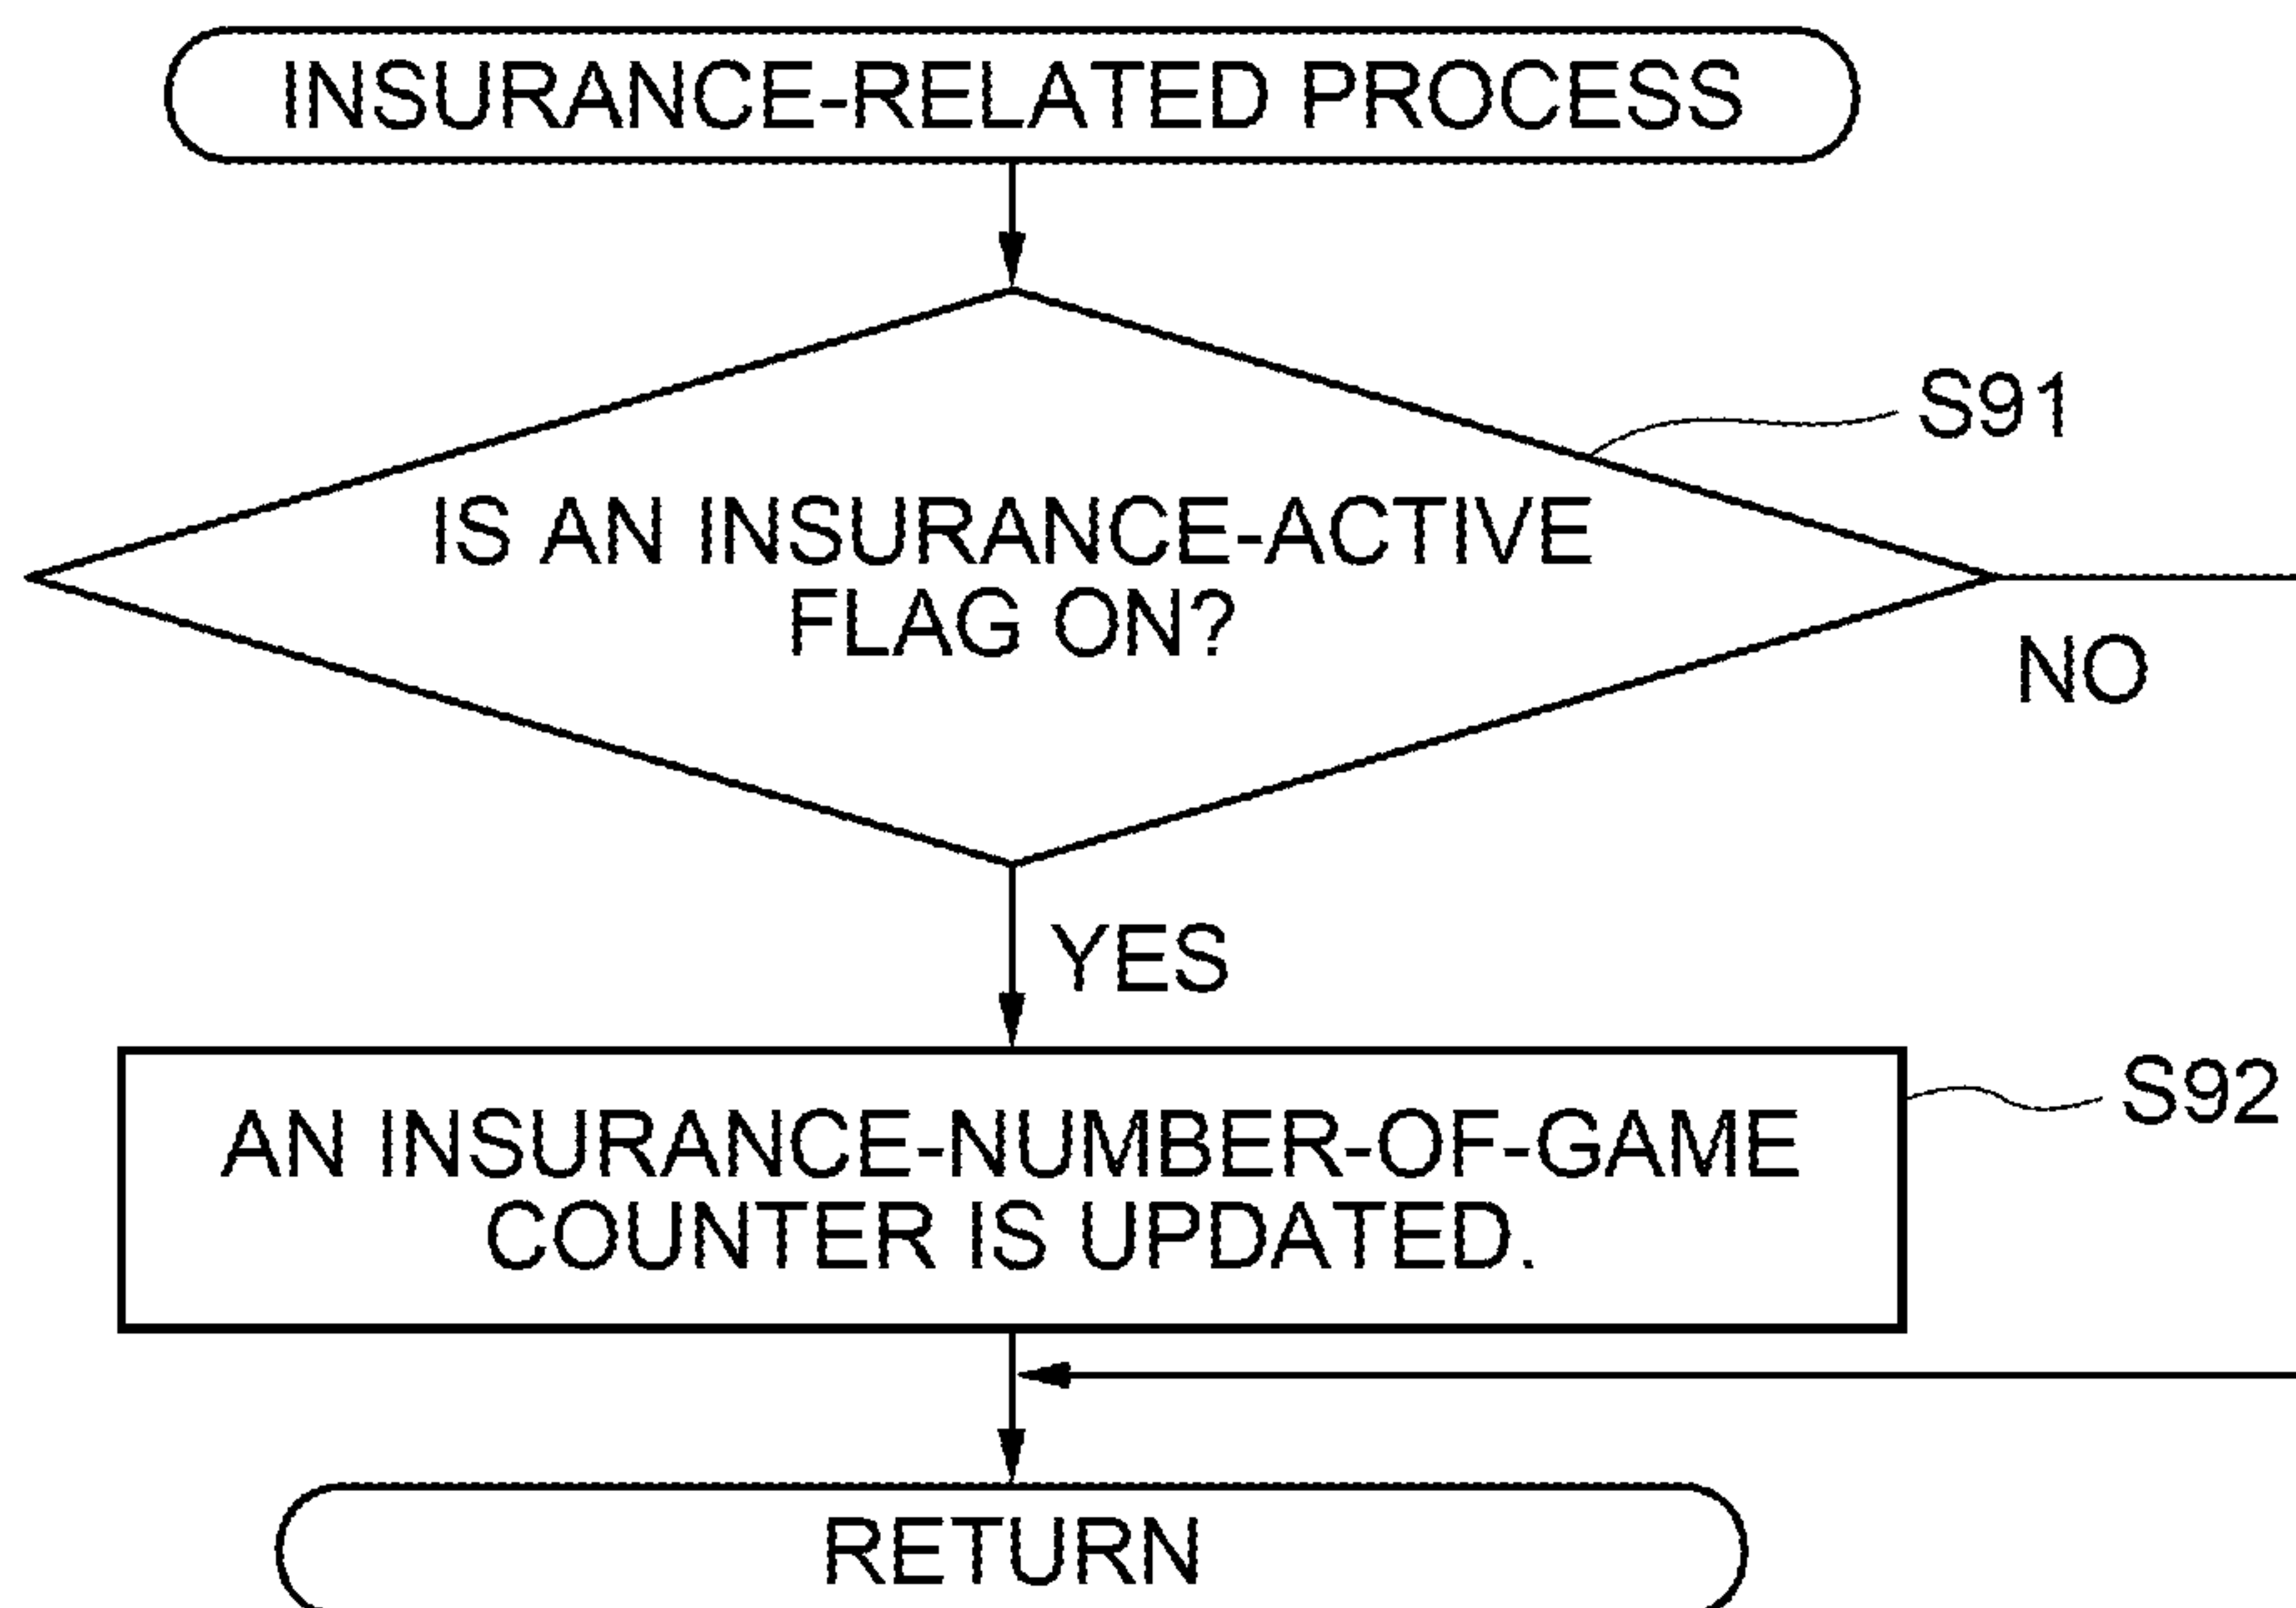 INSURANCE-RELATED PROCESS
S91
IS AN INSURANCE-ACTIVE
FLAG ON?
NO
YES
S92
AN INSURANCE-NUMBER-OF-GAME
COUNTER IS UPDATED.
RETURN